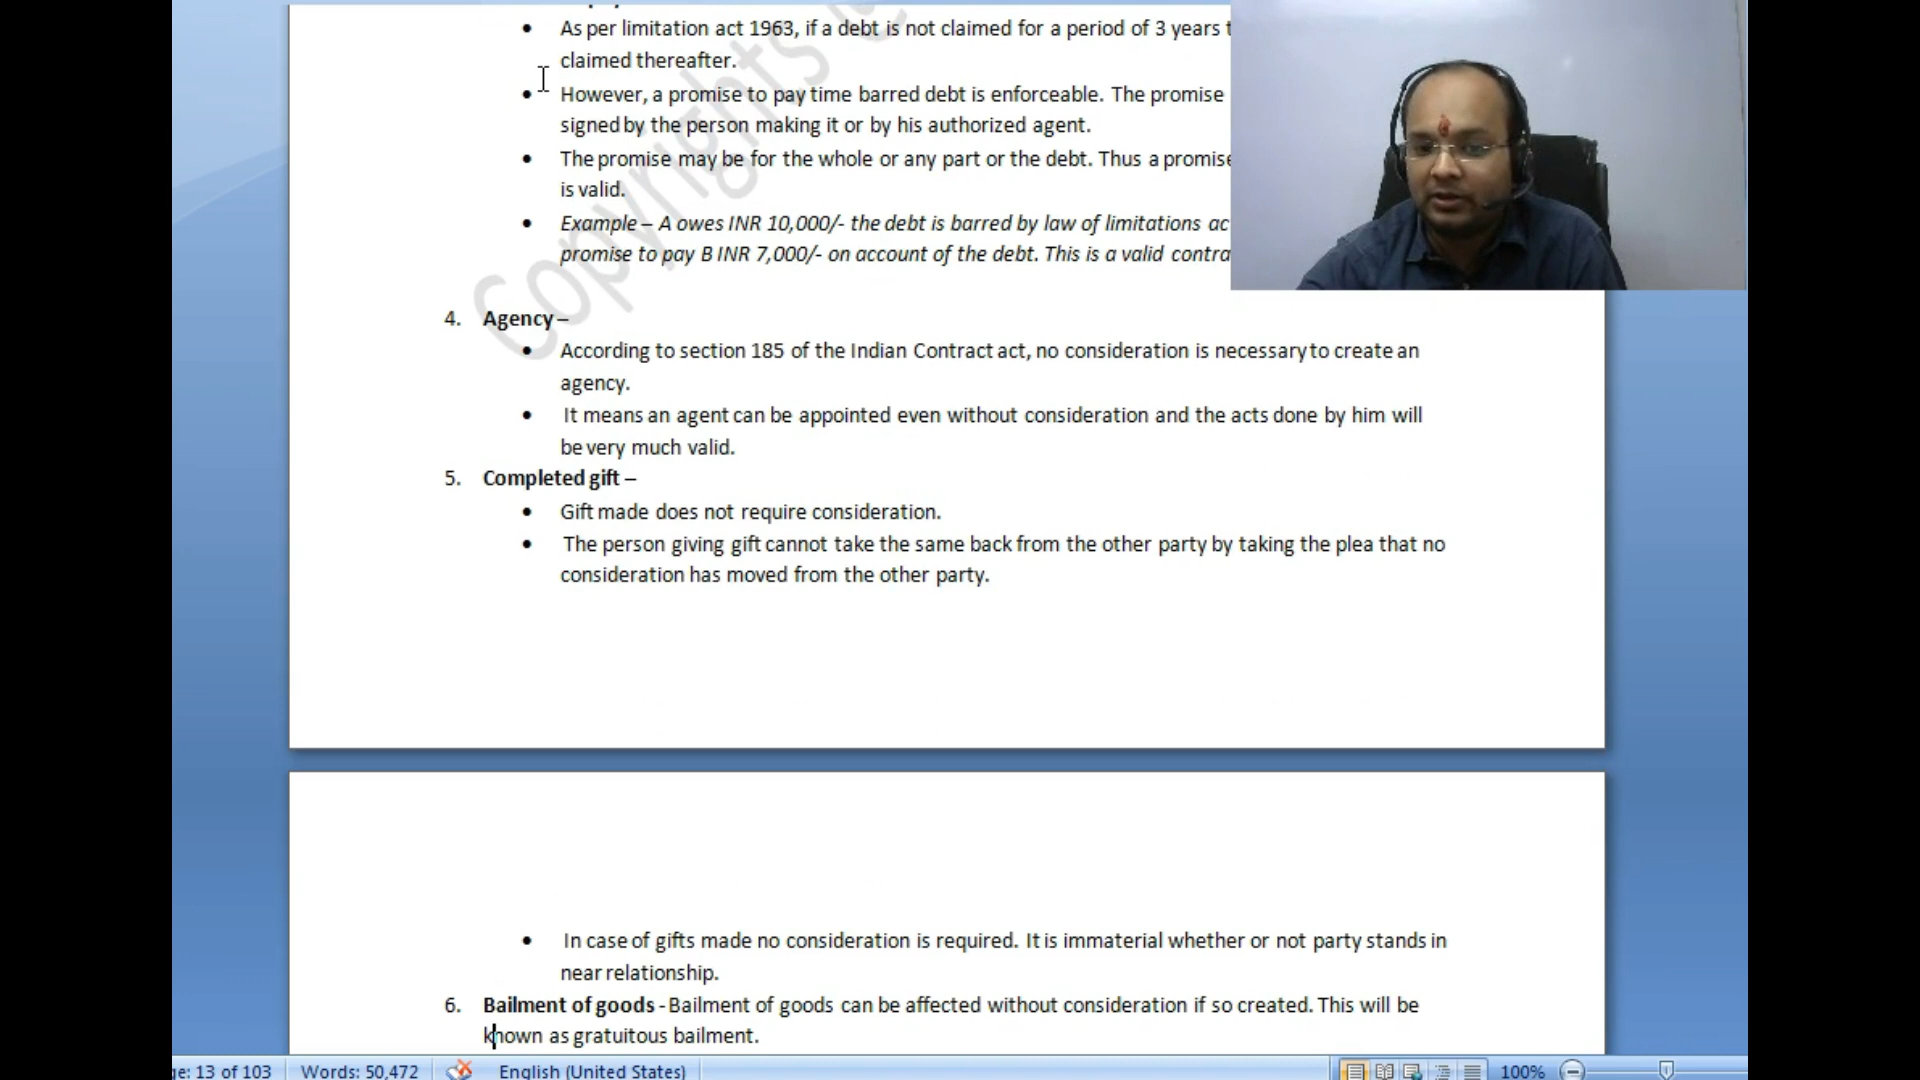 • As per limitation act 1963, if a debt is not claimed for a period of 3 years
claimed thereafter.
• However, a promise to pay time barred debt is enforceable. The promise
signed by the person making it or by his authorized agent.
• The promise may be for the whole or any part or the debt. Thus a promise
is valid.
• Example – A owes INR 10,000/- the debt is barred by law of limitations
promise to pay B INR 7,000/- on account of the debt. This is a valid
Copyrights
4. Agency –
• According to section 185 of the Indian Contract act, no consideration is necessary to create an
agency.
• It means an agent can be appointed even without consideration and the acts done by him will
be very much valid.
5. Completed gift –
• Gift made does not require consideration.
• The person giving gift cannot take the same back from the other party by taking the plea that no
consideration has moved from the other party.
• In case of gifts made no consideration is required. It is immaterial whether or not party stands in
near relationship.
6. Bailment of goods - Bailment of goods can be affected without consideration if so created. This will be
known as gratuitous bailment.
ge: 13 of 103 Words: 50,472 English (United States) 100%